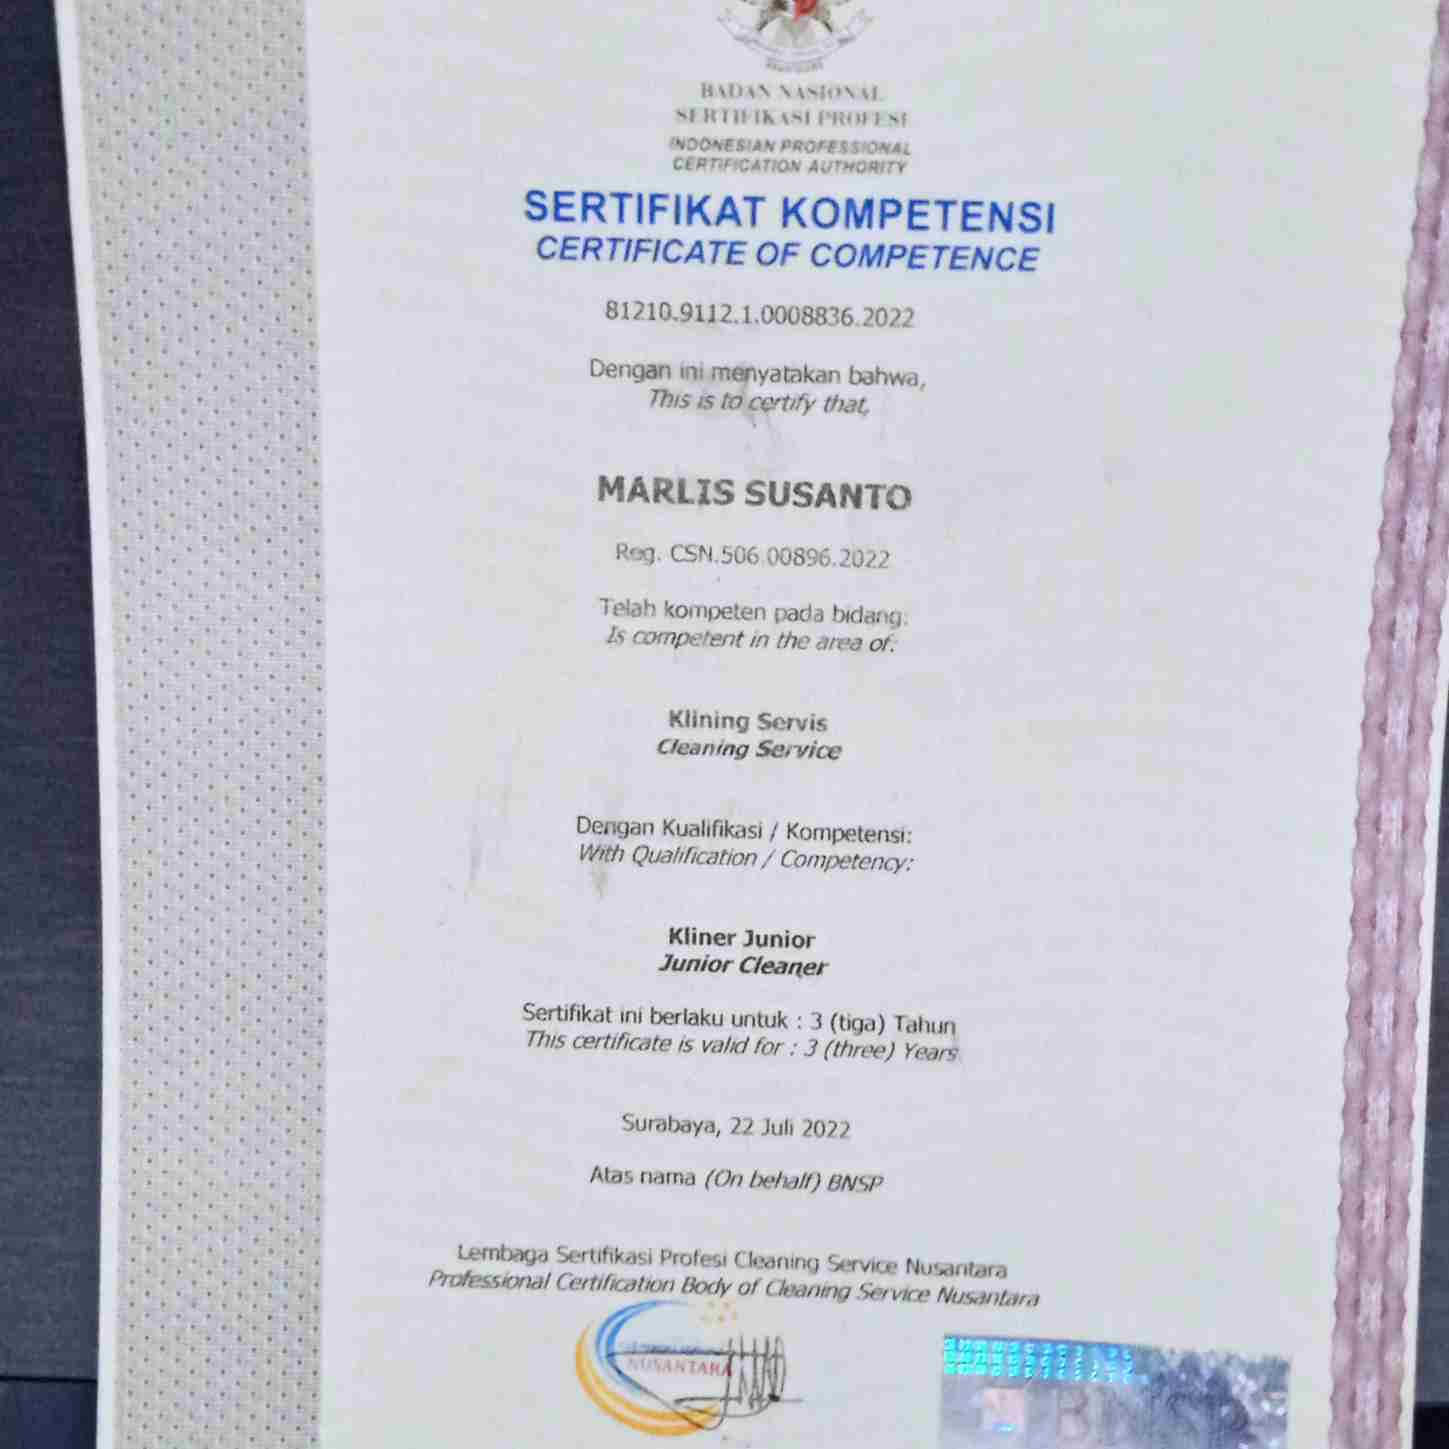 BADAN NASIONAL
SERTIFIKASI PROFESI
INDONESIAN PROFESSIONAL
CERTIFICATION AUTHORITY
SERTIFIKAT KOMPETENSI
CERTIFICATE OF COMPETENCE
81210.9112.1.0008836.2022
Dengan ini menyatakan bahwa,
This is to certify that,
MARLIS SUSANTO
Reg. CSN.506.00896.2022
Telah kompeten pada bidang:
Is competent in the area of:
Klining Servis
Cleaning Service
Dengan Kualifikasi / Kompetensi:
With Qualification / Competency:
Kliner Junior
Junior Cleaner
Sertifikat ini berlaku untuk : 3 (tiga) Tahun
This certificate is valid for : 3 (three) Years
Surabaya, 22 Juli 2022
Atas nama (On behalf) BNSP
Lembaga Sertifikasi Profesi Cleaning Service Nusantara
Professional Certification Body of Cleaning Service Nusantara
NUSANTARA
BNSP